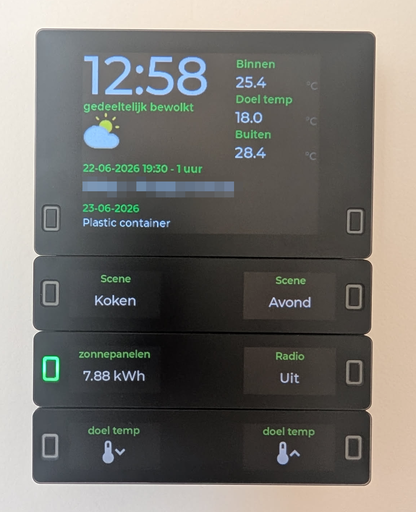 12:58
gedeeltelijk bewolkt
Binnen
25.4 °C
Doel temp
18.0 °C
Buiten
28.4 °C
22-06-2026 19:30 - 1 uur
23-06-2026
Plastic container
Scene
Koken
Scene
Avond
zonnepanelen
7.88 kWh
Radio
Uit
doel temp
doel temp